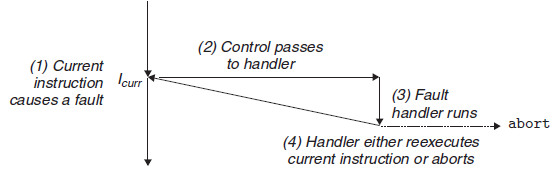 (1) Current
instruction
causes a fault
Icurr
(2) Control passes
to handler
(3) Fault
handler runs
abort
(4) Handler either reexecutes
current instruction or aborts